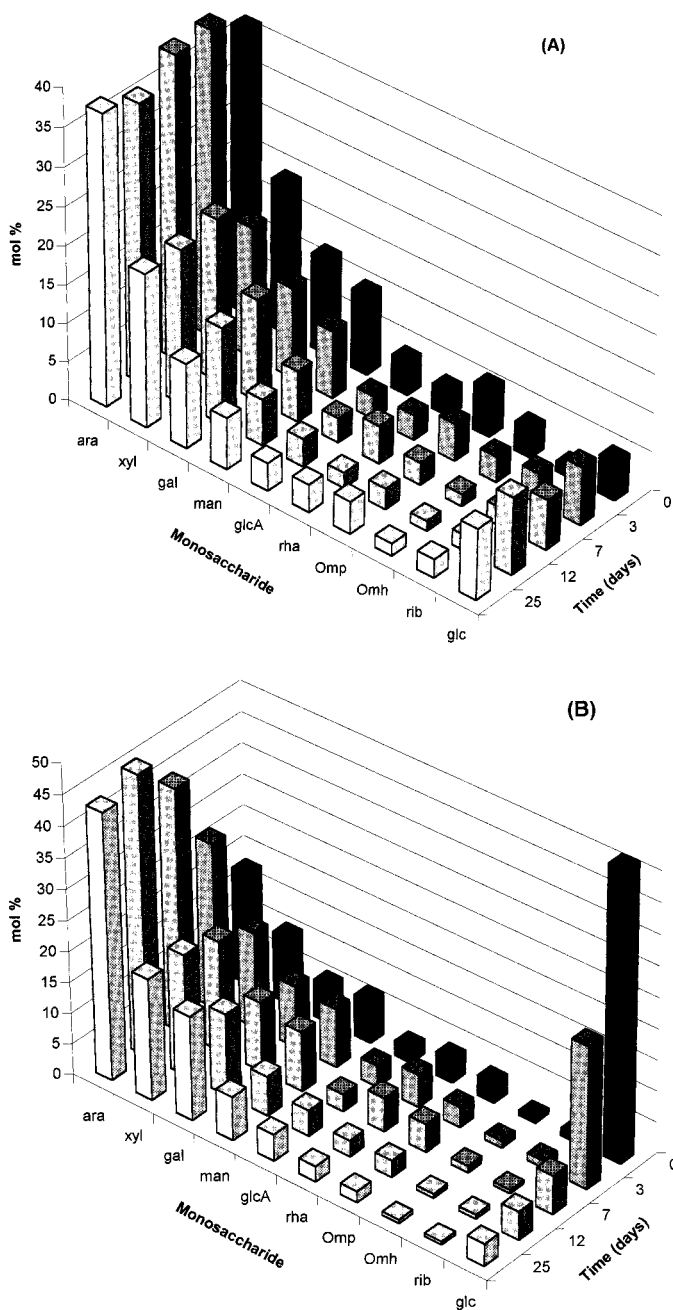 (A)
40
35
30
25
20
15
10
5
0
mol %
ara
xyl
gal
man
glcA
rha
Omp
Omh
rib
glc
Monosaccharide
0
3
7
12
25
Time (days)
(B)
50
45
40
35
30
25
20
15
10
5
0
mol %
ara
xyl
gal
man
glcA
rha
Omp
Omh
rib
glc
Monosaccharide
0
3
7
12
25
Time (days)